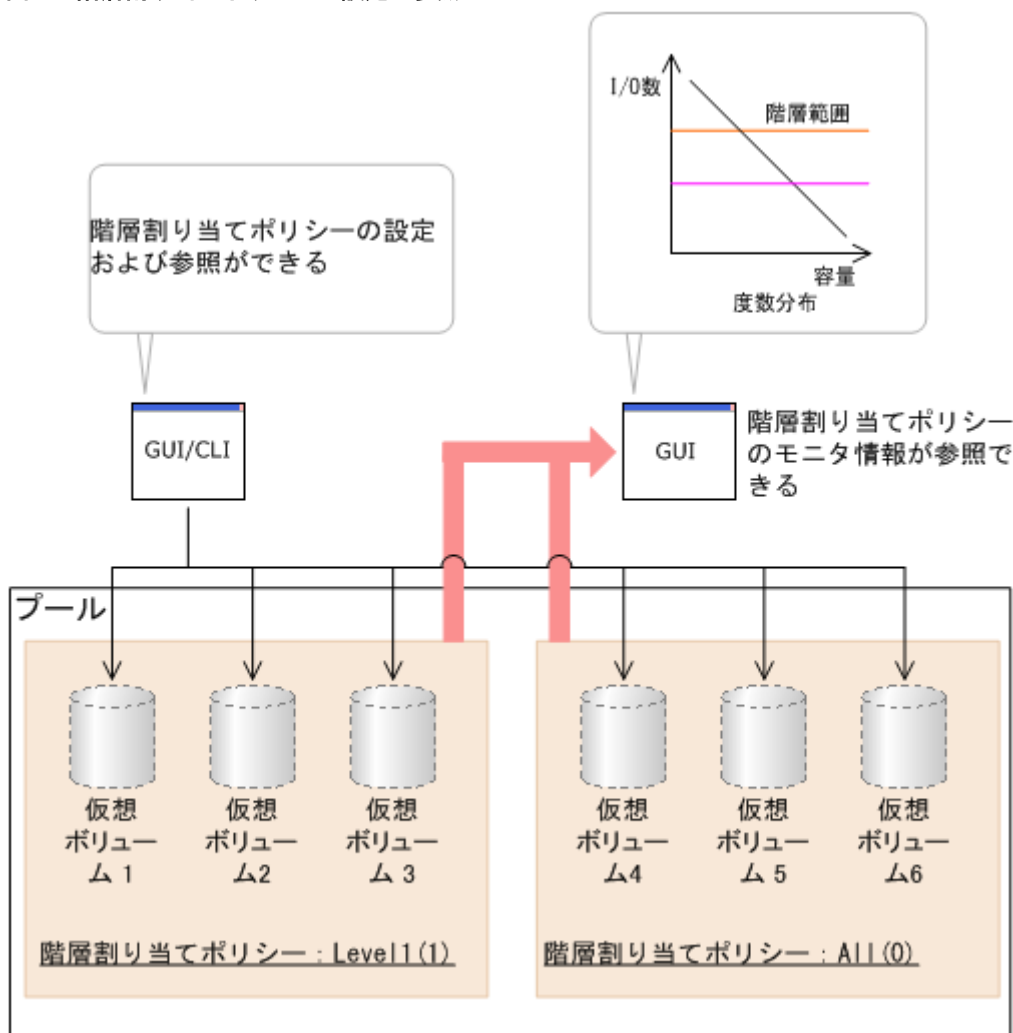 I/O数
階層範囲
容量
度数分布
階層割り当てポリシーの設定
および参照ができる
GUI/CLI
GUI
階層割り当てポリシー
のモニタ情報が参照で
きる
プール
仮想
ボリュー
ム 1
仮想
ボリュー
ム2
仮想
ボリュー
ム 3
仮想
ボリュー
ム4
仮想
ボリュー
ム 5
仮想
ボリュー
ム6
階層割り当てポリシー：Level1(1)
階層割り当てポリシー：All(0)